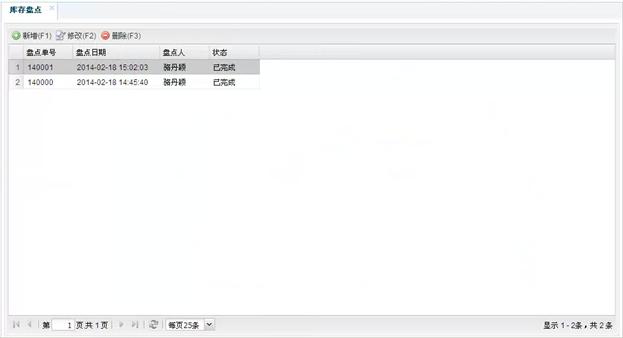 库存盘点
新增(F1) 修改(F2) 删除(F3)
盘点单号 盘点日期 盘点人 状态
1 140001 2014-02-18 15:02:03 骆丹颖 已完成
2 140000 2014-02-18 14:45:40 骆丹颖 已完成
第 1 页,共 1 页 每页25条 显示 1 - 2条，共 2 条